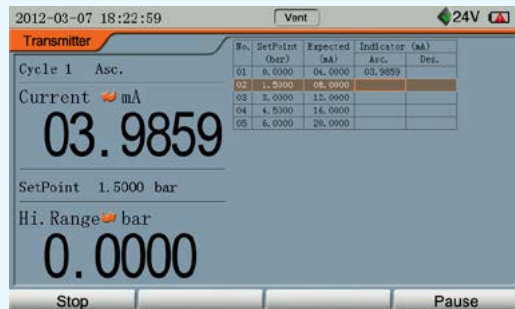 2012-03-07 18:22:59 Vent 24V
Transmitter
Cycle 1 Asc.
Current mA
03.9859
SetPoint 1.5000 bar
Hi.Range bar
0.0000
No. SetPoint Expected Indicator (mA)
(bar) (mA) Asc. Des.
01 0.0000 04.0000 03.9859
02 1.5000 08.0000
03 3.0000 12.0000
04 4.5000 16.0000
05 6.0000 20.0000
Stop Pause